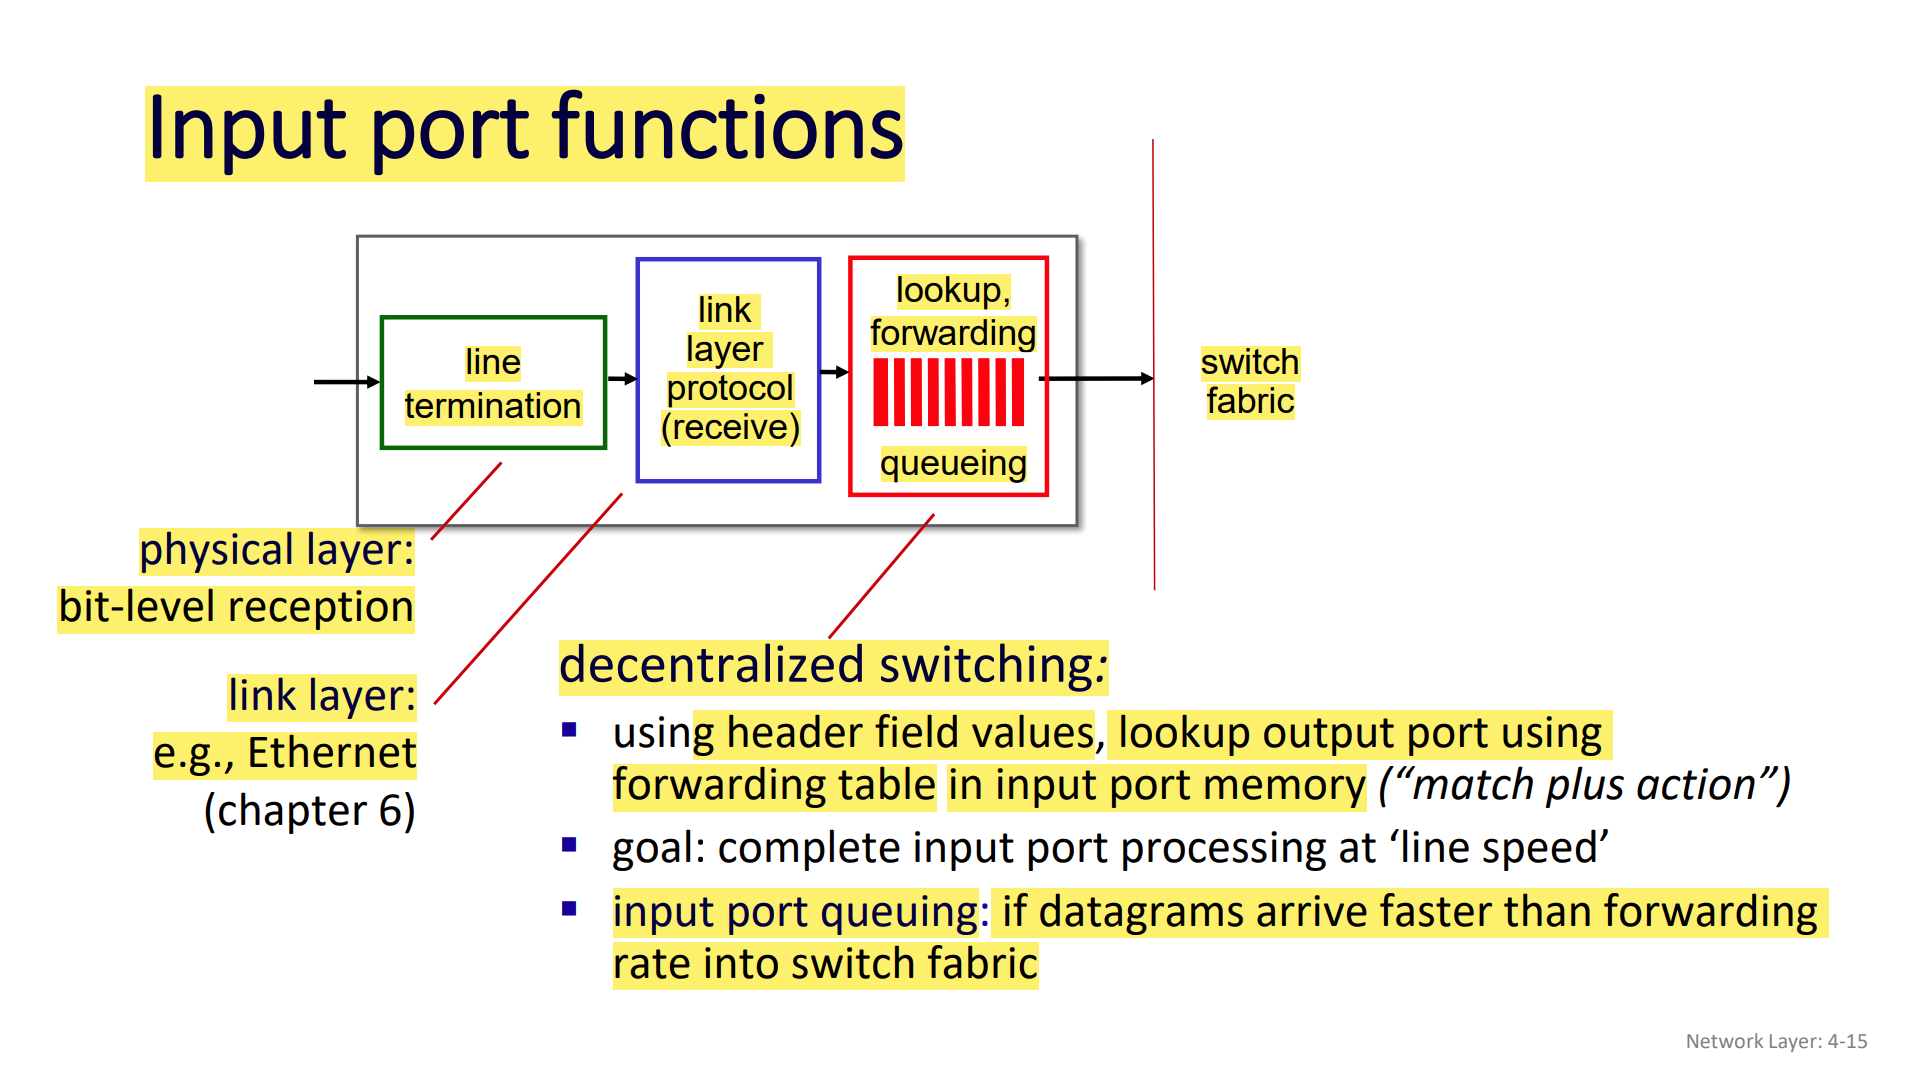 Input port functions
line
termination
link
layer
protocol
(receive)
lookup,
forwarding
queueing
switch
fabric
physical layer:
bit-level reception
link layer:
e.g., Ethernet
(chapter 6)
decentralized switching:
▪ using header field values, lookup output port using
forwarding table in input port memory (“match plus action”)
▪ goal: complete input port processing at ‘line speed’
▪ input port queuing: if datagrams arrive faster than forwarding
rate into switch fabric
Network Layer: 4-15